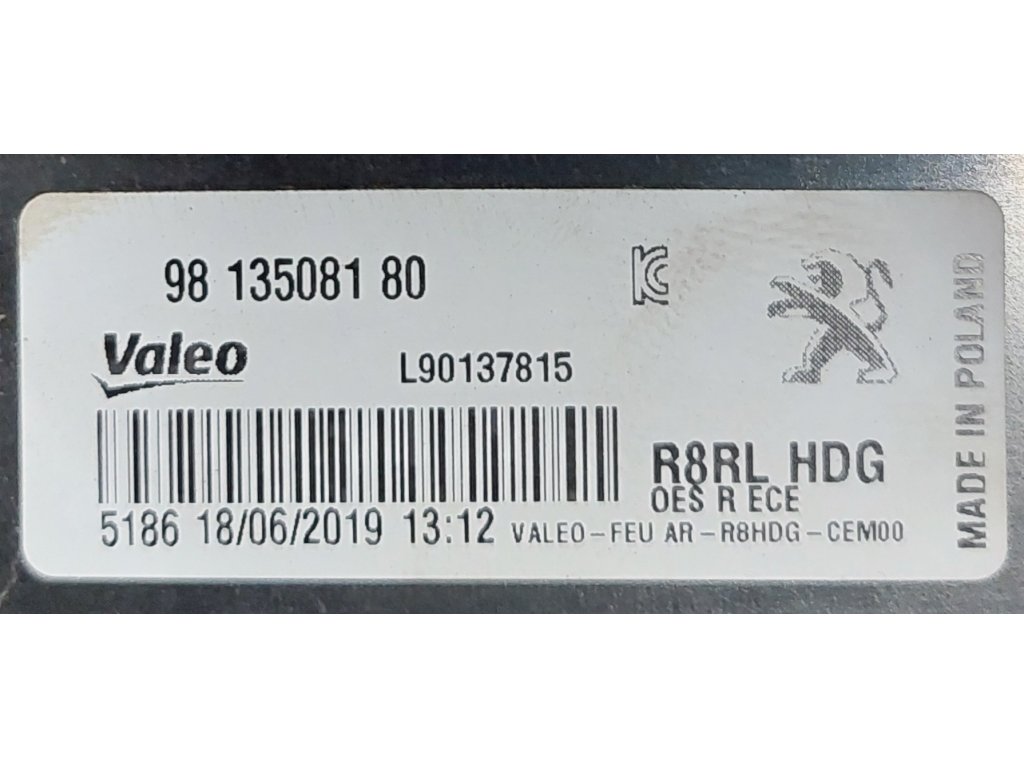 98 135081 80
Valeo
L90137815
R8RL HDG
OES R ECE
5186 18/06/2019 13:12 VALEO-FEU AR-R8HDG-CEM00
MADE IN POLAND